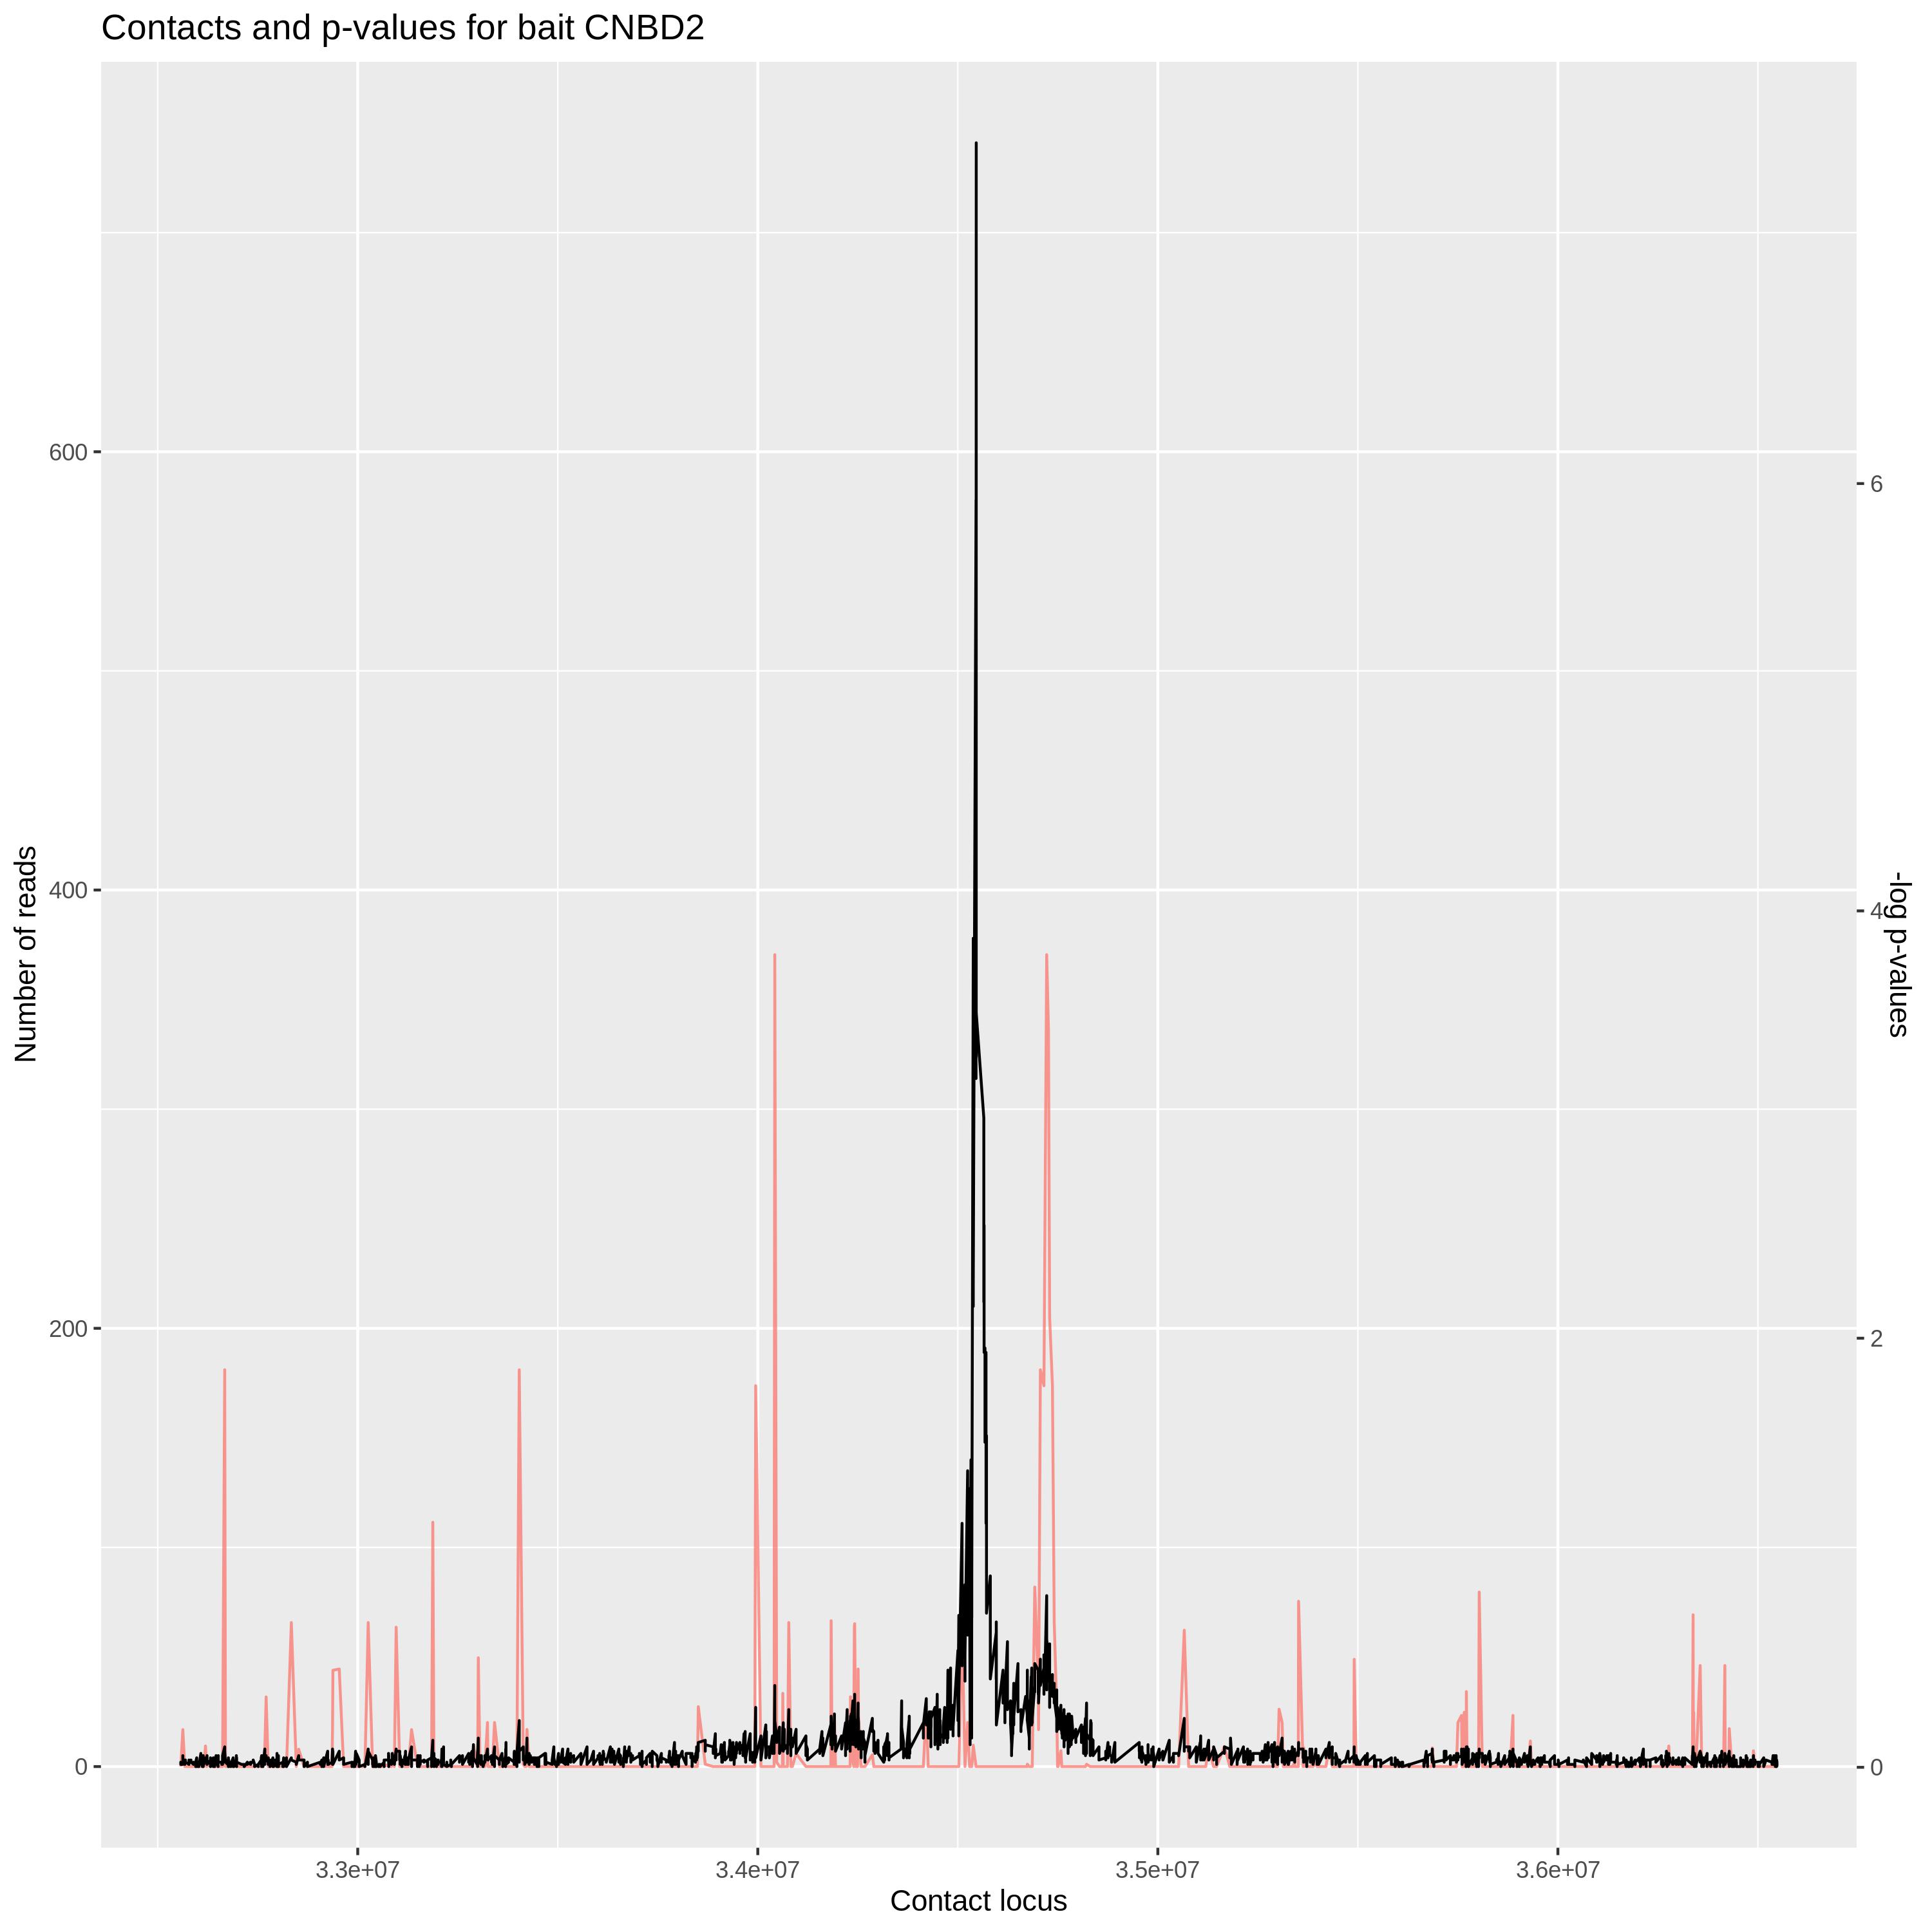 Contacts and p-values for bait CNBD2
Number of reads
600
400
200
0
-log p-values
6
4
2
0
3.3e+07
3.4e+07
3.5e+07
3.6e+07
Contact locus